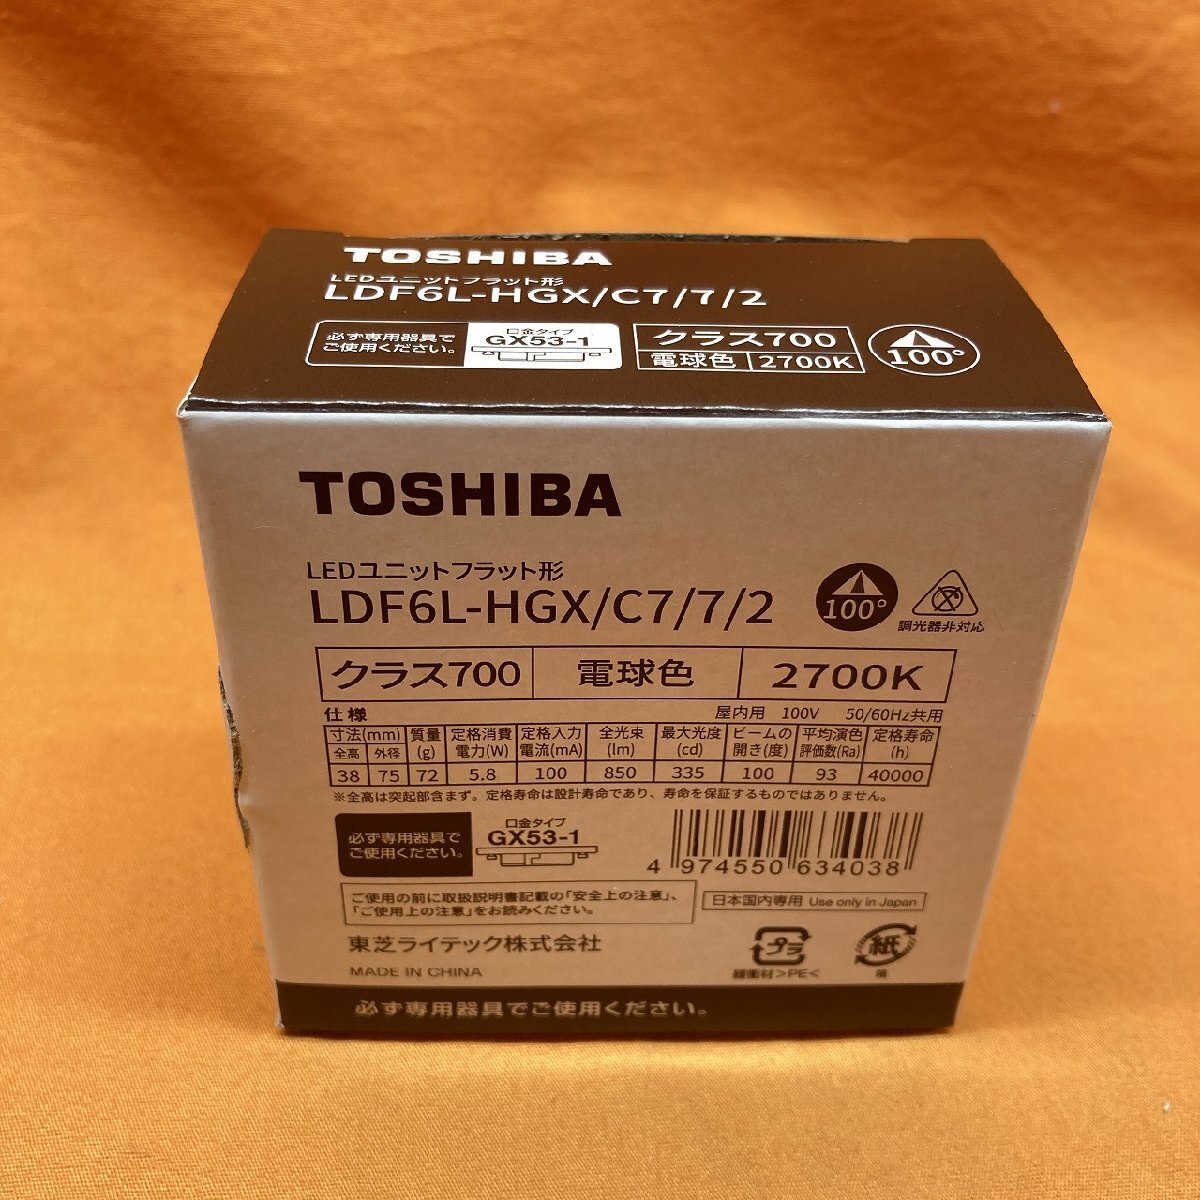 TOSHIBA
LEDユニットフラット形
LDF6L-HGX/C7/7/2
必ず専用器具で
ご使用ください。
口金タイプ
GX53-1
クラス700
電球色 2700K
100°
TOSHIBA
LEDユニットフラット形
LDF6L-HGX/C7/7/2
100°
調光器非対応
クラス700 電球色 2700K
仕様 屋内用 100V 50/60Hz共用
寸法(mm) 質量 定格消費 定格入力 全光束 最大光度 ビームの 平均演色 定格寿命
全高 外径 (g) 電力(W) 電流(mA) (lm) (cd) 開き(度) 評価数(Ra) (h)
38 75 72 5.8 100 850 335 100 93 40000
※全高は突起部含まず。定格寿命は設計寿命であり、寿命を保証するものではありません。
必ず専用器具で
ご使用ください。
口金タイプ
GX53-1
4 974550 634038
ご使用の前に取扱説明書記載の「安全上の注意」、
「ご使用上の注意」をお読みください。
日本国内専用 Use only in Japan
東芝ライテック株式会社
MADE IN CHINA
プラ
緩衝材>PE<
紙
箱
必ず専用器具でご使用ください。